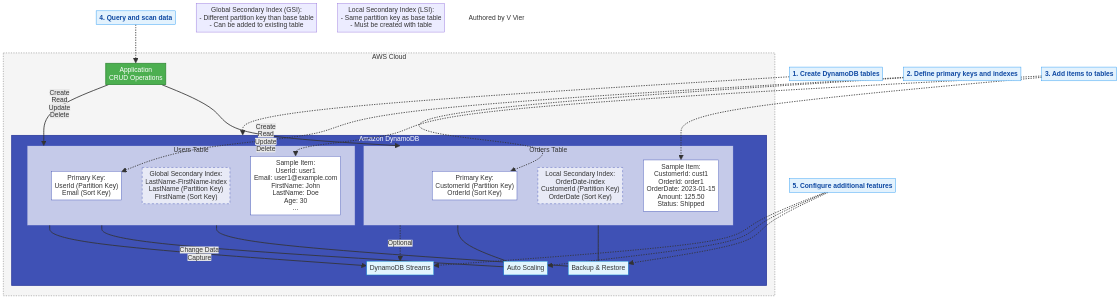 4. Query and scan data
Global Secondary Index (GSI):
- Different partition key than base table
- Can be added to existing table
Local Secondary Index (LSI):
- Same partition key as base table
- Must be created with table
Authored by V Vier
AWS Cloud
Application
CRUD Operations
1. Create DynamoDB tables
2. Define primary keys and indexes
3. Add items to tables
Create
Read
Update
Delete
Create
Read
Update
Delete
Amazon DynamoDB
Users Table
Primary Key:
UserId (Partition Key)
Email (Sort Key)
Global Secondary Index:
LastName-FirstName-index
LastName (Partition Key)
FirstName (Sort Key)
Sample Item:
UserId: user1
Email: user1@example.com
FirstName: John
LastName: Doe
Age: 30
...
Orders Table
Primary Key:
CustomerId (Partition Key)
OrderId (Sort Key)
Local Secondary Index:
OrderDate-index
CustomerId (Partition Key)
OrderDate (Sort Key)
Sample Item:
CustomerId: cust1
OrderId: order1
OrderDate: 2023-01-15
Amount: 125.50
Status: Shipped
5. Configure additional features
Change Data
Capture
Optional
DynamoDB Streams
Auto Scaling
Backup & Restore